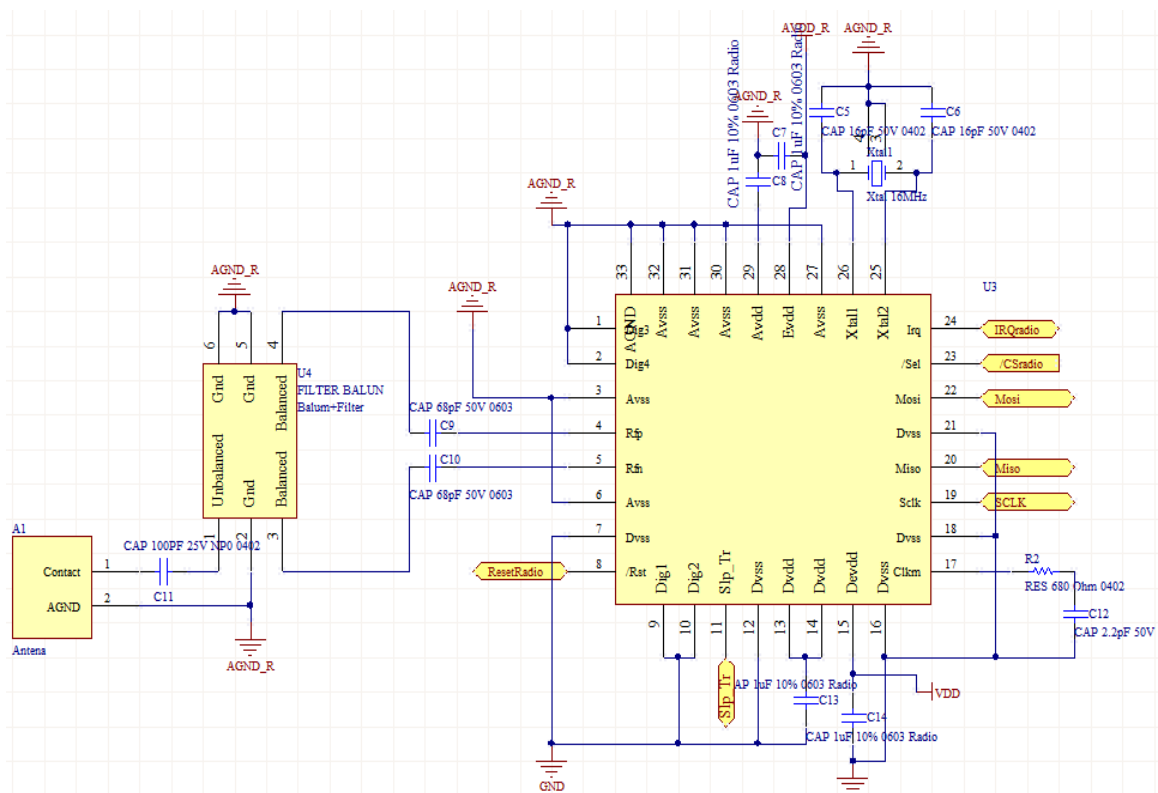 AVDD_R
AGND_R
CAP 1uF 10% 0603 Radio
CAP 1uF 10% 0603 Radio
AGND_R
C7
C8
C5
C6
CAP 16pF 50V 0402
CAP 16pF 50V 0402
4
3
Xtal1
1
2
Xtal 16MHz
AGND_R
AGND_R
AGND_R
U3
33
32
31
30
29
28
27
26
25
AGND
Avss
Avss
Avss
Avdd
Evdd
Avss
Xtal1
Xtal2
1
Dig3
2
Dig4
3
Avss
4
Rfp
5
Rfn
6
Avss
7
Dvss
8
/Rst
ResetRadio
Irq
24
IRQradio
/Sel
23
/CSradio
Mosi
22
Mosi
Dvss
21
Miso
20
Miso
Sclk
19
SCLK
Dvss
18
Clkm
17
R2
RES 680 Ohm 0402
C12
CAP 2.2pF 50V
6
5
4
Gnd
Gnd
Balanced
U4
FILTER BALUN
Balum+Filter
Unbalanced
Gnd
Balanced
1
2
3
CAP 68pF 50V 0603
C9
C10
CAP 68pF 50V 0603
A1
Contact
1
AGND
2
Antena
CAP 100PF 25V NP0 0402
C11
AGND_R
Dig1
Dig2
Slp_Tr
Dvss
Dvdd
Dvdd
Devdd
Dvss
9
10
11
12
13
14
15
16
Slp_Tr
AP 1uF 10% 0603 Radio
C13
VDD
C14
CAP 1uF 10% 0603 Radio
GND